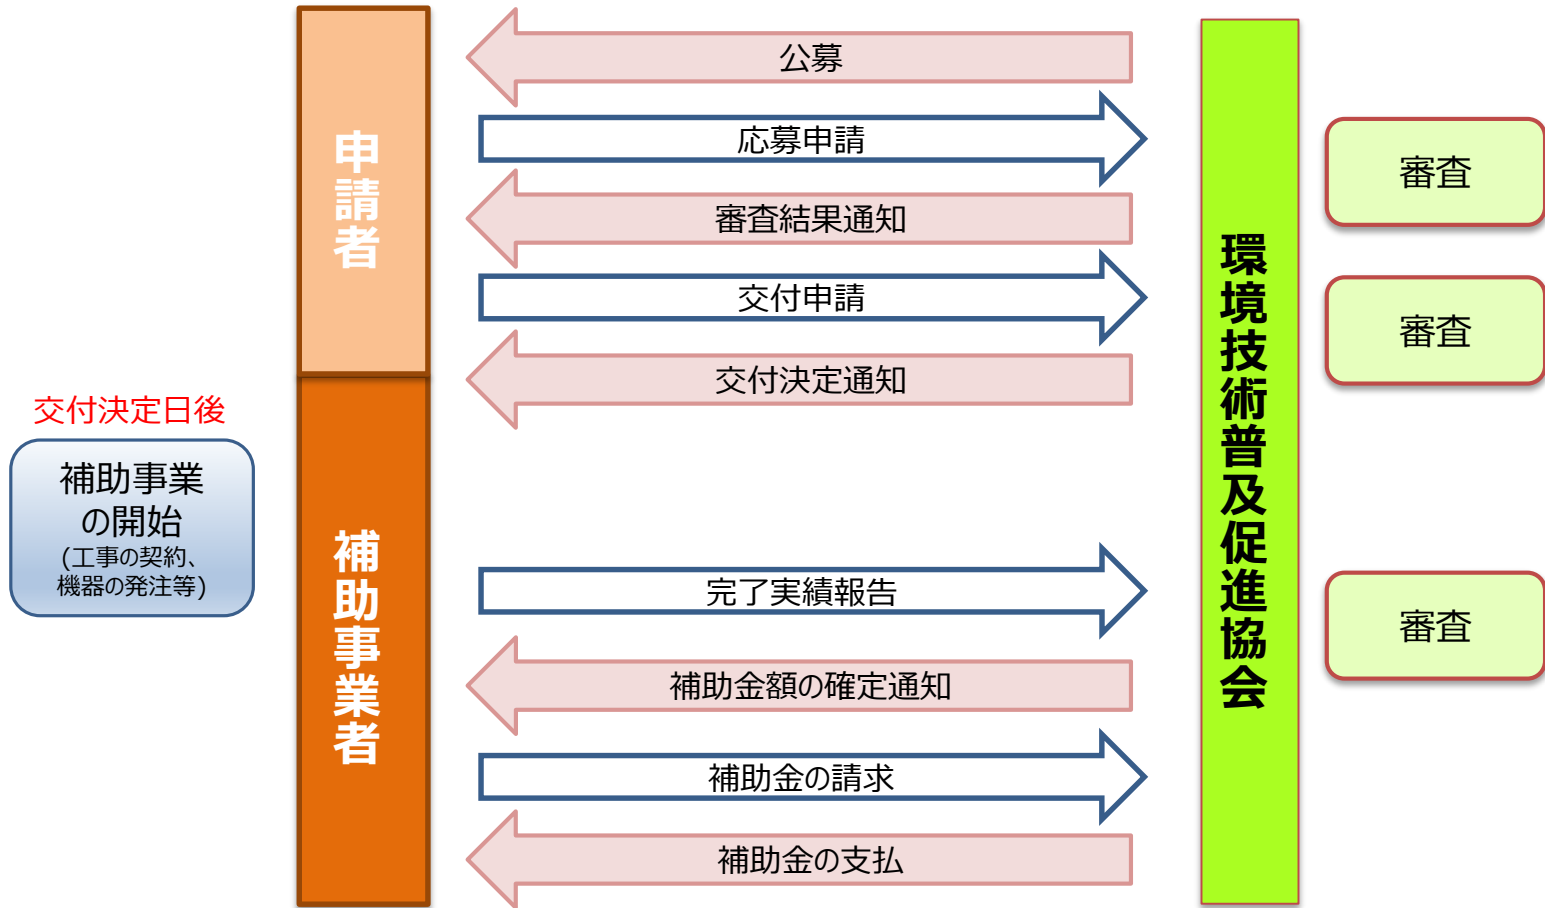 公募
応募申請
審査
申請者
審査結果通知
交付申請
審査
交付決定通知
環境技術普及促進協会
交付決定日後
補助事業
の開始
(工事の契約、
機器の発注等)
補助事業者
完了実績報告
審査
補助金額の確定通知
補助金の請求
補助金の支払